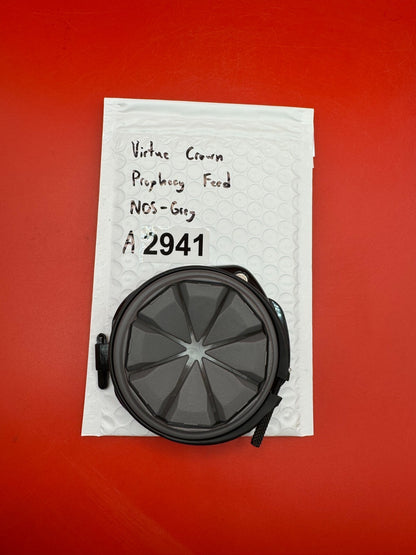 Virtue Crown
Prophecy Feed
NOS-Grey
A 2941